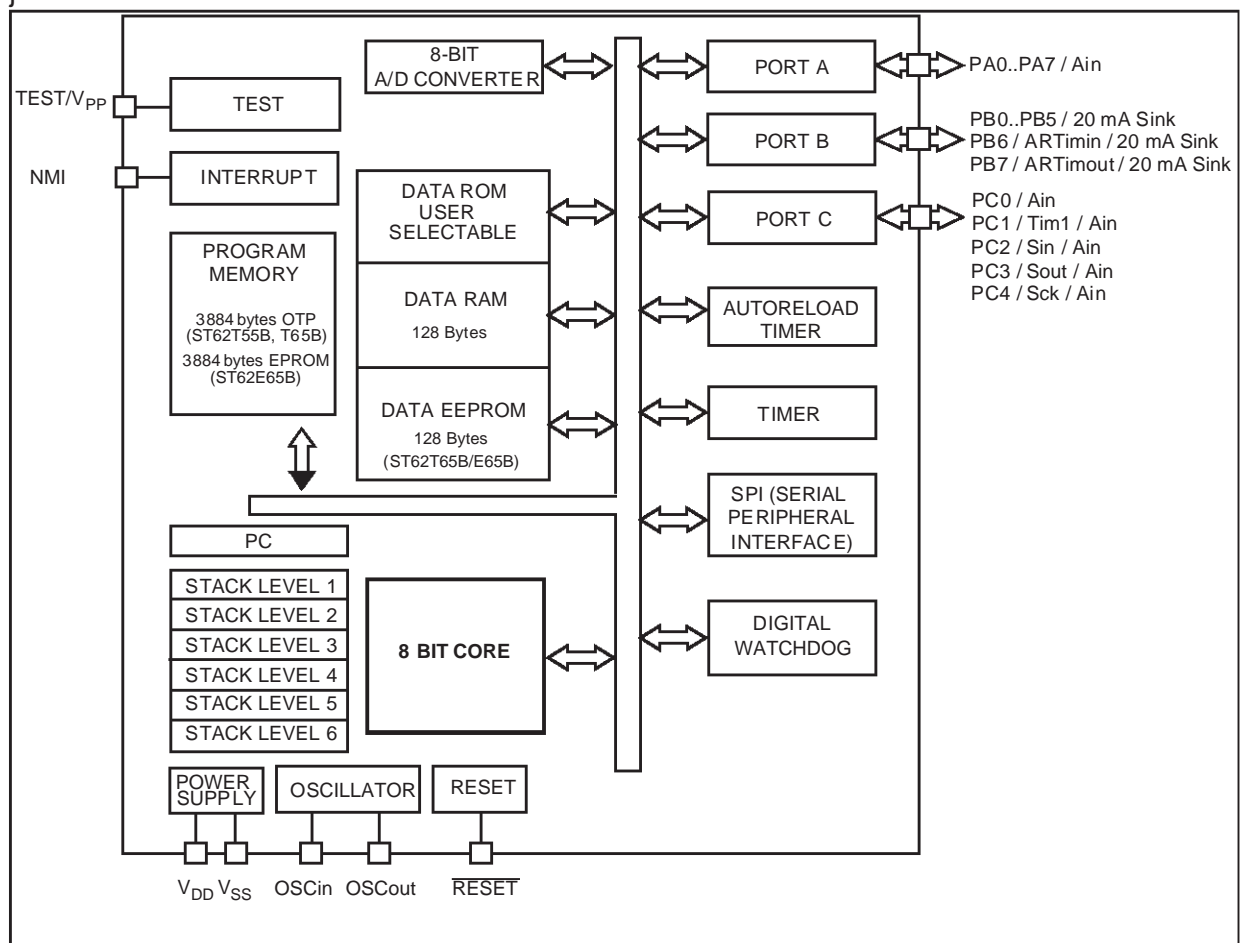 8-BIT
A/D CONVERTER
PORT A
PA0..PA7 / Ain
TEST/VPP
TEST
PORT B
PB0..PB5 / 20 mA Sink
PB6 / ARTimin / 20 mA Sink
PB7 / ARTimout / 20 mA Sink
NMI
INTERRUPT
DATA ROM
USER
SELECTABLE
PORT C
PC0 / Ain
PC1 / Tim1 / Ain
PC2 / Sin / Ain
PC3 / Sout / Ain
PC4 / Sck / Ain
PROGRAM
MEMORY
3884 bytes OTP
(ST62T55B, T65B)
3884 bytes EPROM
(ST62E65B)
DATA RAM
128 Bytes
AUTORELOAD
TIMER
DATA EEPROM
128 Bytes
(ST62T65B/E65B)
TIMER
SPI (SERIAL
PERIPHERAL
INTERFACE)
PC
STACK LEVEL 1
STACK LEVEL 2
STACK LEVEL 3
STACK LEVEL 4
STACK LEVEL 5
STACK LEVEL 6
8 BIT CORE
DIGITAL
WATCHDOG
POWER
SUPPLY
OSCILLATOR
RESET
VDD VSS
OSCin OSCout
RESET